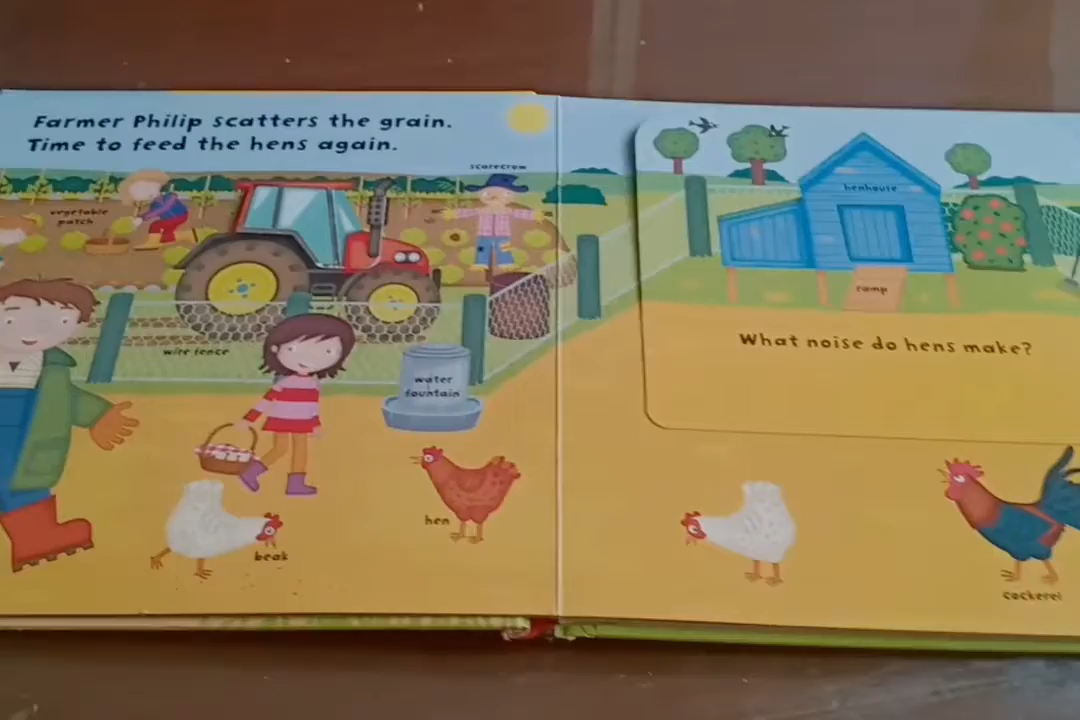 Farmer Philip scatters the grain.
Time to feed the hens again.
scarecrow
vegetable
patch
wire fence
water
fountain
hen
beak
henhouse
ramp
What noise do hens make?
cockerel